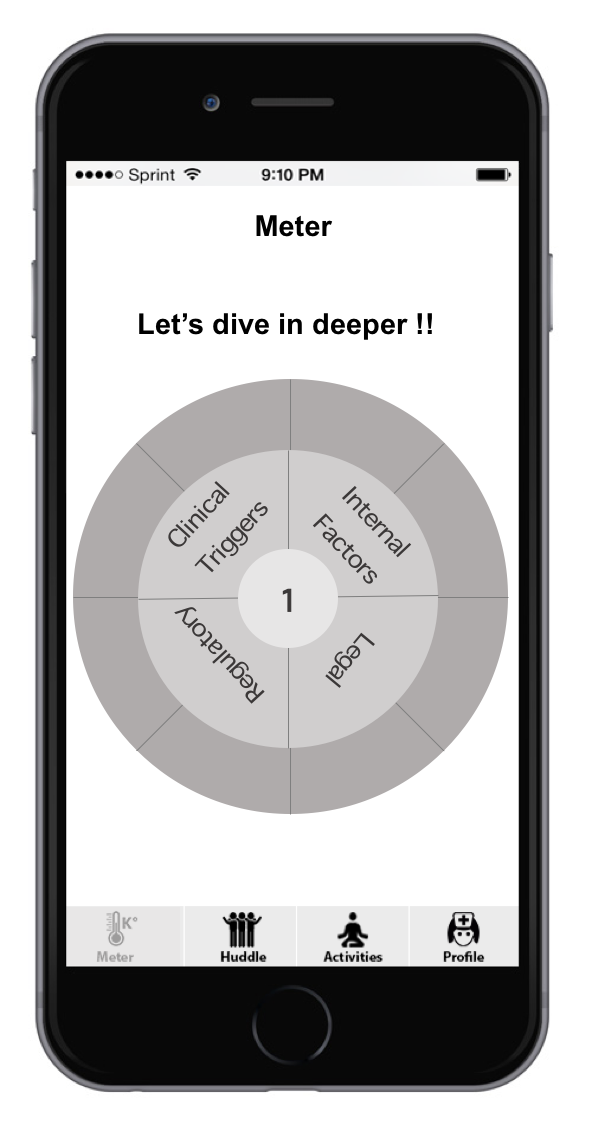 Sprint 9:10 PM
Meter
Let's dive in deeper !!
Clinical
Triggers
Internal
Factors
1
Regulatory
Legal
K°
Meter
Huddle
Activities
Profile